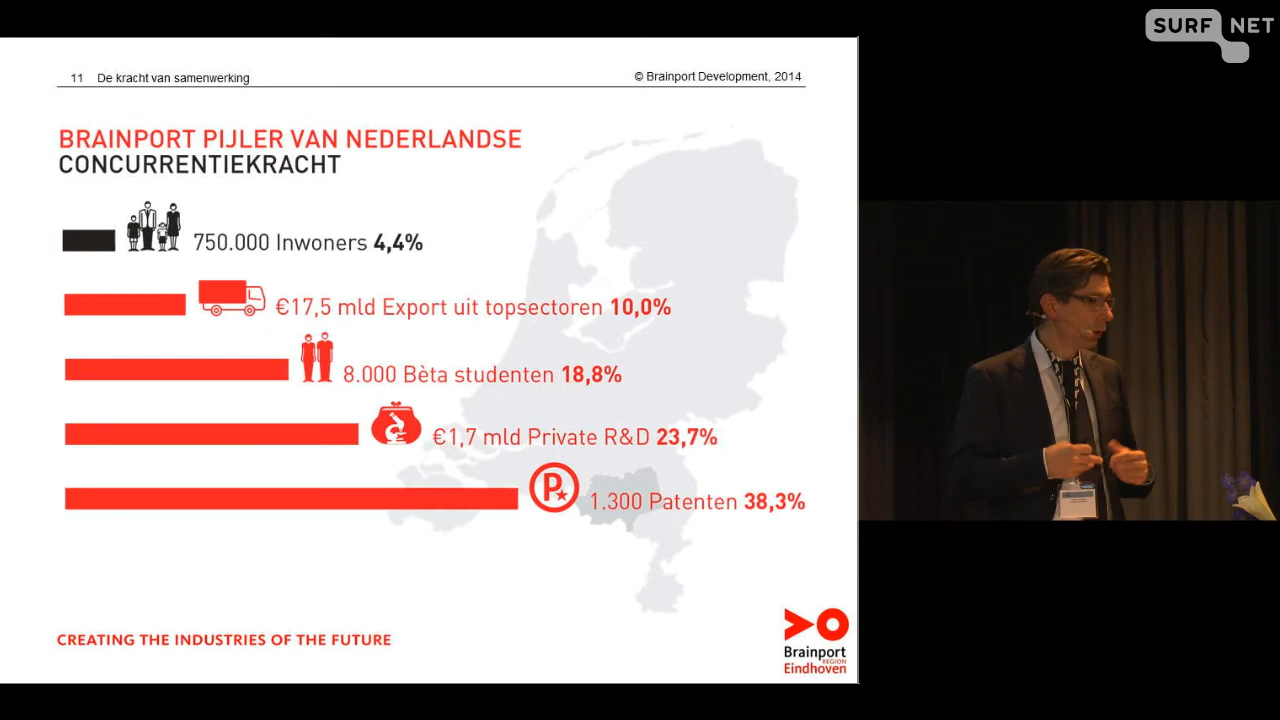 SURF NET
11 De kracht van samenwerking © Brainport Development, 2014
BRAINPORT PIJLER VAN NEDERLANDSE
CONCURRENTIEKRACHT
750.000 Inwoners 4,4%
€17,5 mld Export uit topsectoren 10,0%
8.000 Bèta studenten 18,8%
€1,7 mld Private R&D 23,7%
P
1.300 Patenten 38,3%
CREATING THE INDUSTRIES OF THE FUTURE
Brainport
REGION
Eindhoven